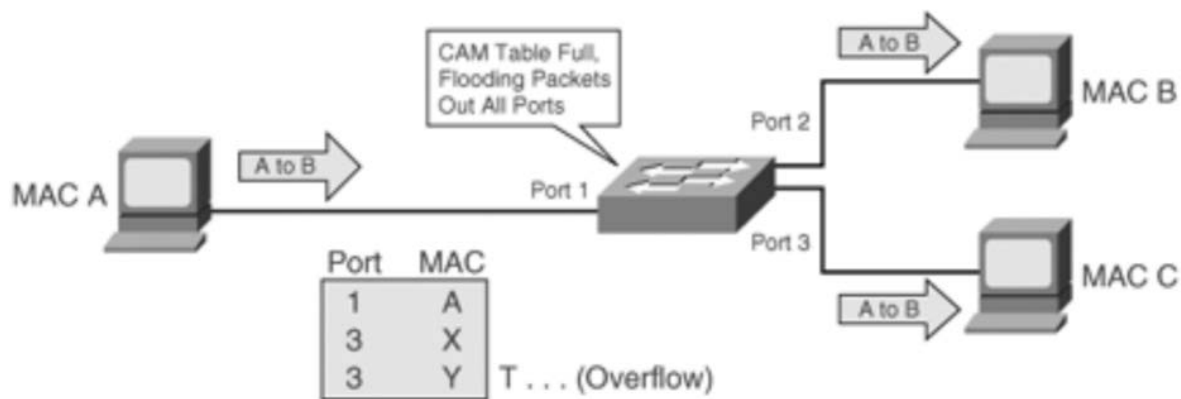 CAM Table Full,
Flooding Packets
Out All Ports
A to B
MAC B
Port 2
A to B
MAC A
Port 1
Port 3
MAC C
A to B
Port MAC
1 A
3 X
3 Y T . . . (Overflow)